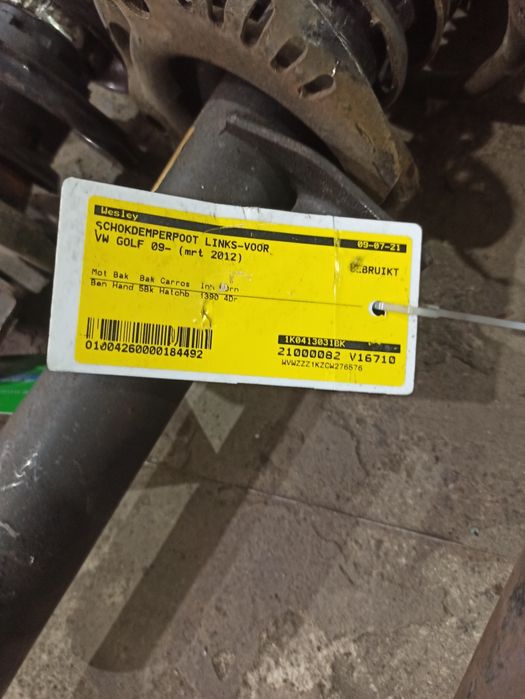 Wesley 09-07-21
SCHOKDEMPERPOOT LINKS-VOOR
VW GOLF 09- (mrt 2012)
GEBRUIKT
Mot Bak Bak Carros Inh
Ben Hand 5Bk Hatchb 1390 4Dr
01004260000184492
1K0413031BK
21000082 V16710
WVWZZZ1KZCW276576